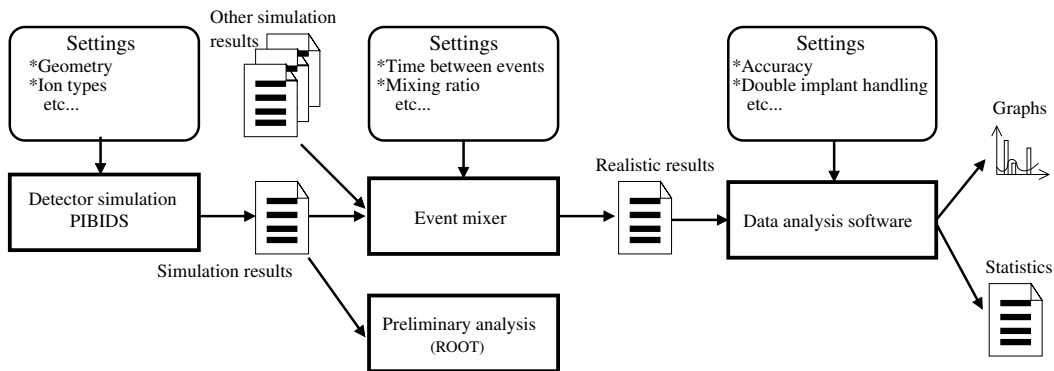 Settings
*Geometry
*Ion types
etc...
Other simulation
results
Settings
*Time between events
*Mixing ratio
etc...
Settings
*Accuracy
*Double implant handling
etc...
Graphs
Detector simulation
PIBIDS
Simulation results
Event mixer
Realistic results
Data analysis software
Preliminary analysis
(ROOT)
Statistics